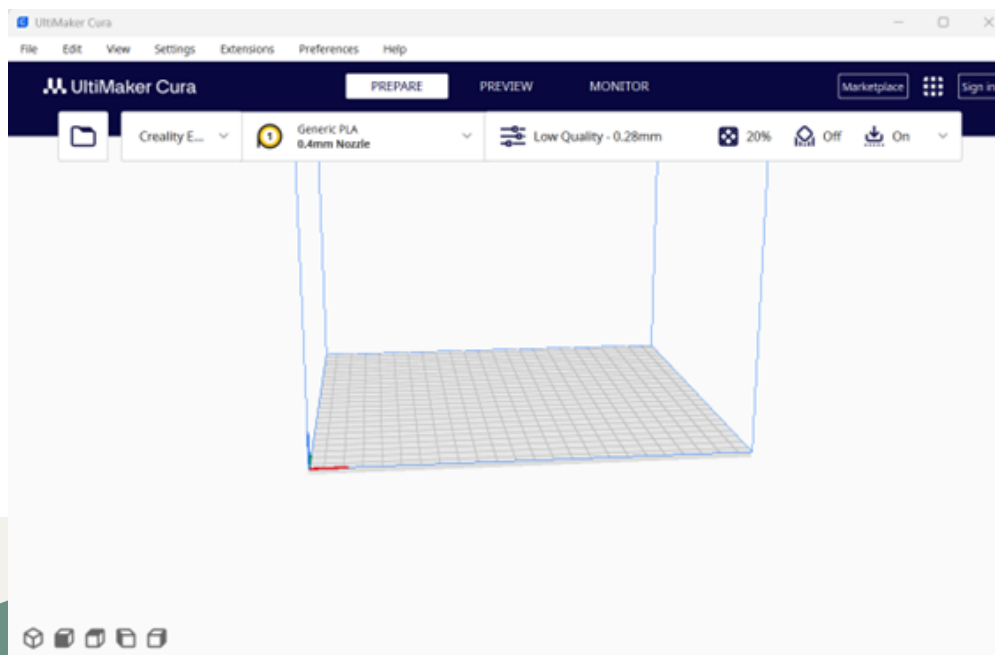 UltiMaker Cura
File Edit View Settings Extensions Preferences Help
UltiMaker Cura PREPARE PREVIEW MONITOR Marketplace Sign in
Creality E... 1 Generic PLA
0.4mm Nozzle
Low Quality - 0.28mm 20% Off On